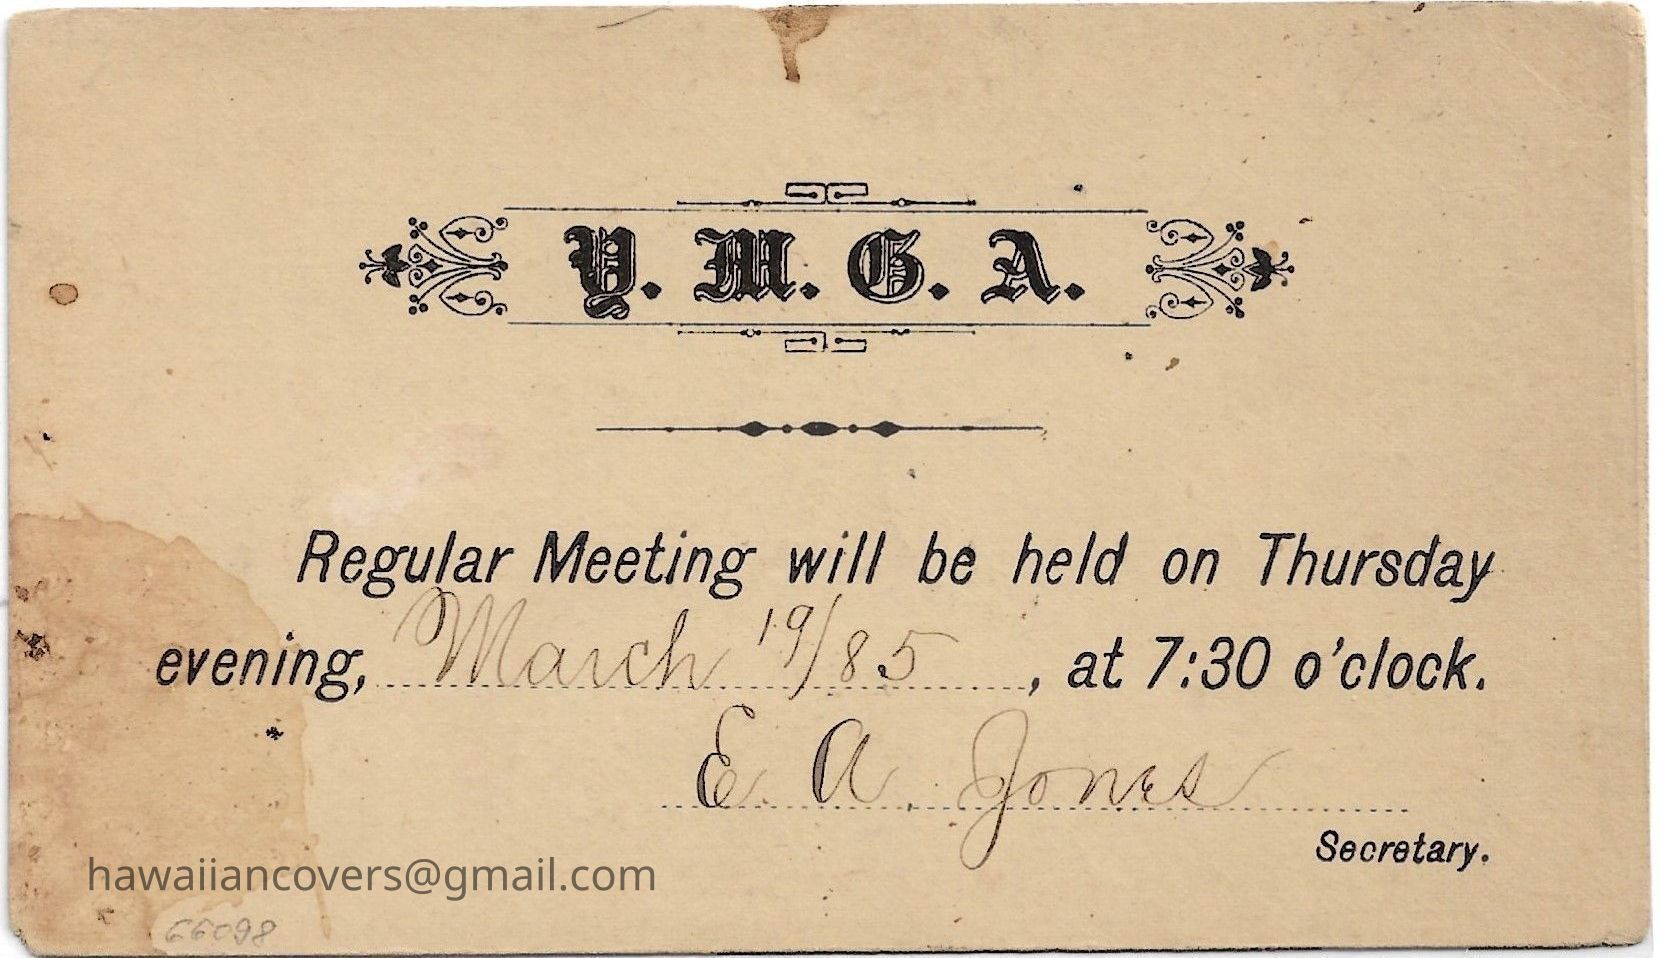 Y. M. C. A.
Regular Meeting will be held on Thursday
evening, March 19/85, at 7:30 o'clock.
E. A. Jones
Secretary.
hawaiiancovers@gmail.com
66098